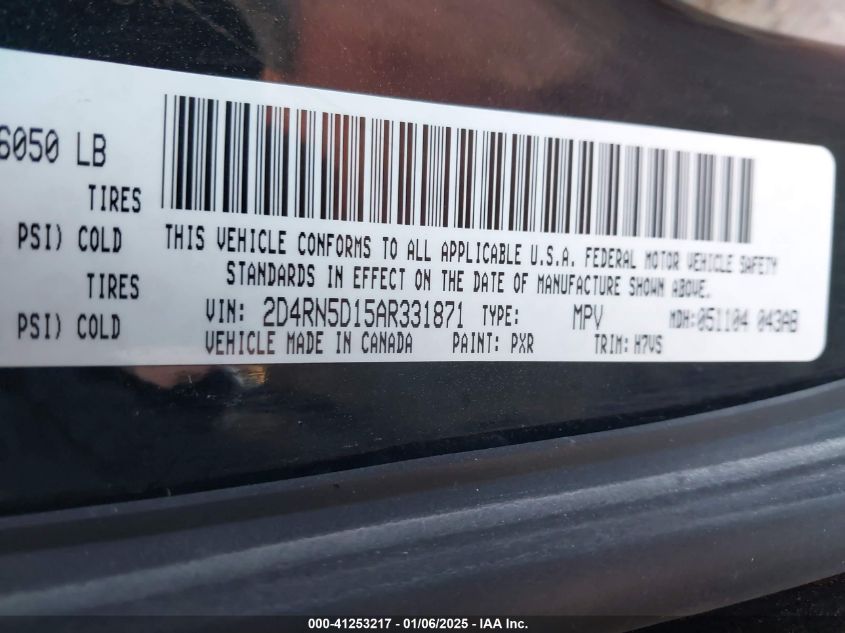 6050 LB
TIRES
PSI) COLD
TIRES
PSI) COLD
THIS VEHICLE CONFORMS TO ALL APPLICABLE U.S.A. FEDERAL MOTOR VEHICLE SAFETY
STANDARDS IN EFFECT ON THE DATE OF MANUFACTURE SHOWN ABOVE.
VIN: 2D4RN5D15AR331871 TYPE: MPV MDH:051104 043AB
VEHICLE MADE IN CANADA PAINT: PXR TRIM: H7VS
000-41253217 - 01/06/2025 - IAA Inc.